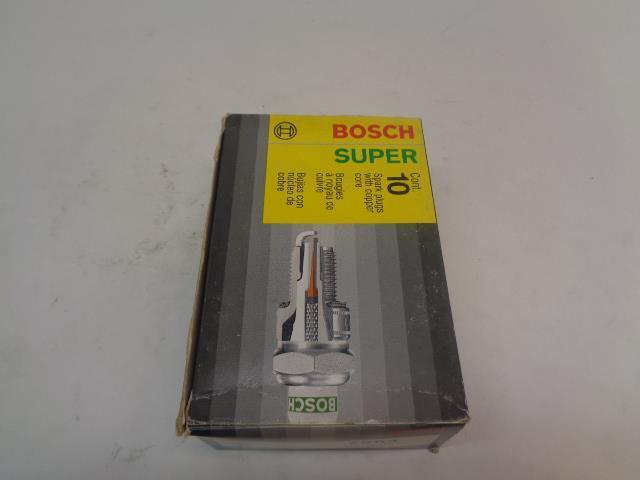 BOSCH
SUPER
Cont.
10
Spark plugs
with copper
core
Bougies
à noyau de
cuivre
Bujías con
núcleo de
cobre
BOSCH